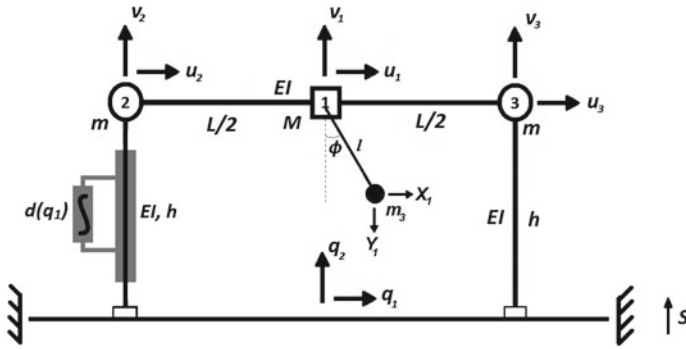 v₂ v₁ v₃
u₂ EI u₁
2 1 3 u₃
m L/2 M L/2 m
ϕ l
d(q₁) EI, h m₃ X₁ EI h
Y₁
q₂
q₁ S